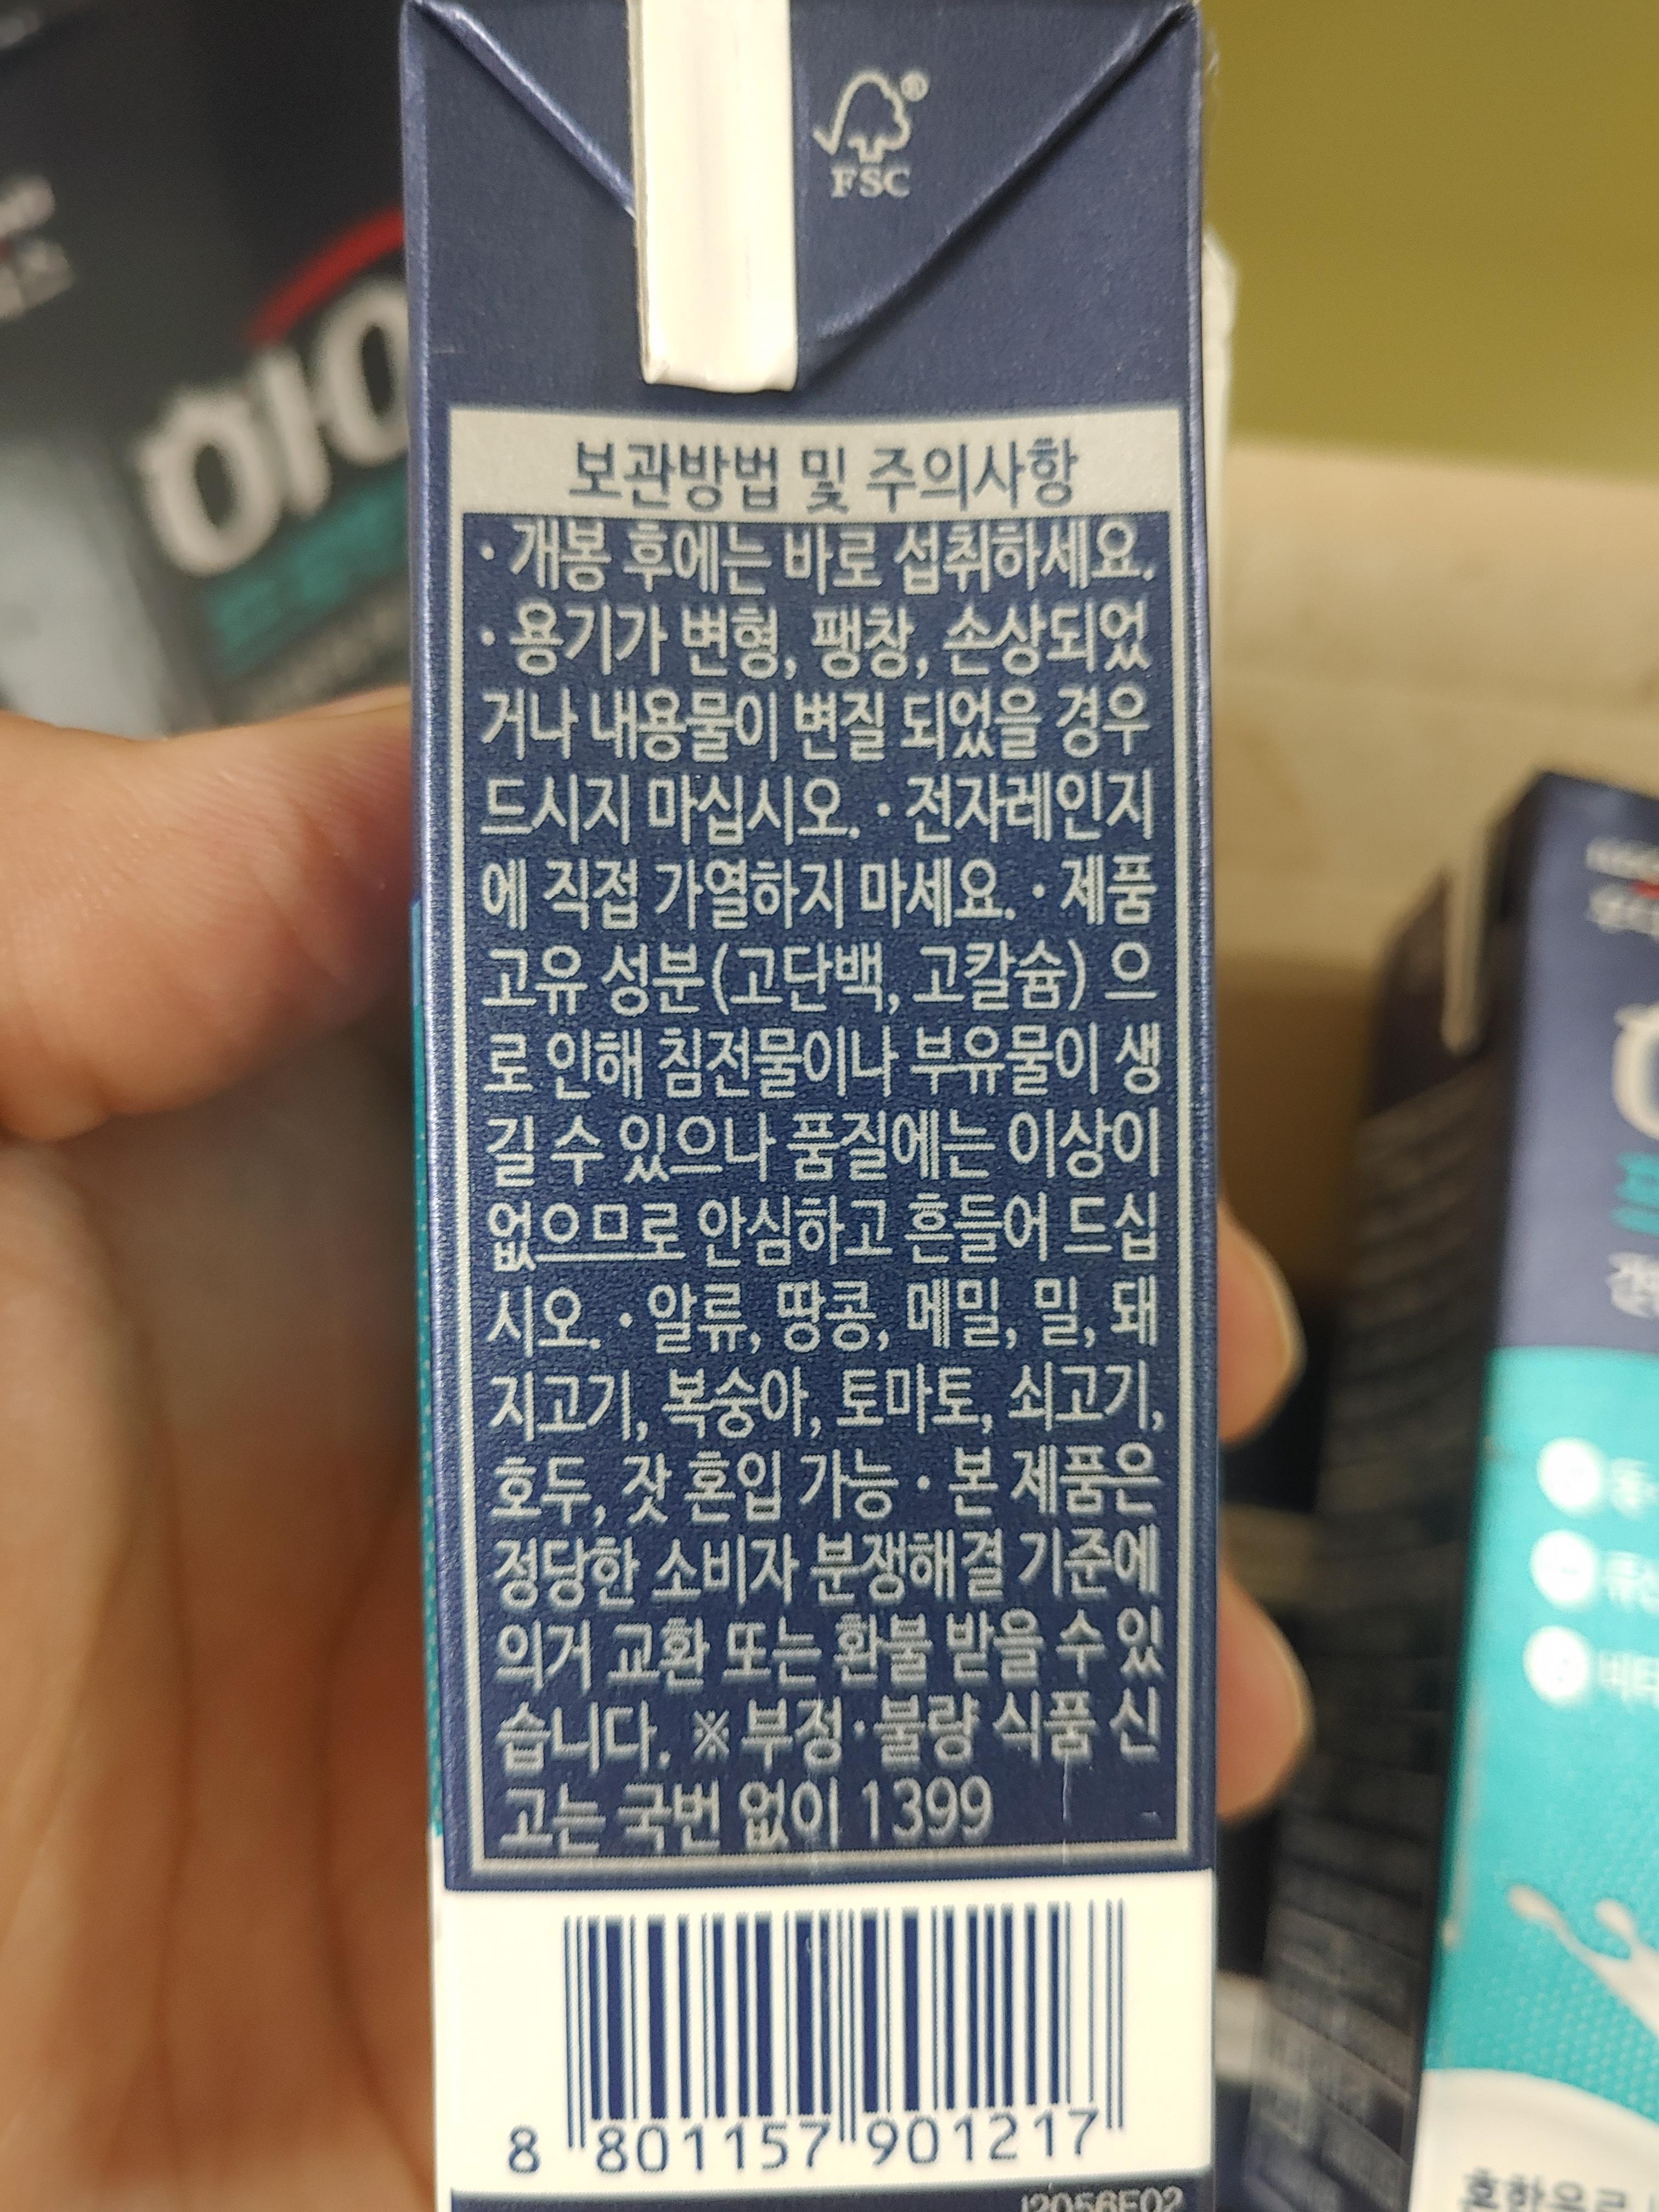 FSC
보관방법 및 주의사항
· 개봉 후에는 바로 섭취하세요.
· 용기가 변형, 팽창, 손상되었
거나 내용물이 변질 되었을 경우
드시지 마십시오. · 전자레인지
에 직접 가열하지 마세요. · 제품
고유 성분(고단백, 고칼슘) 으
로 인해 침전물이나 부유물이 생
길 수 있으나 품질에는 이상이
없으므로 안심하고 흔들어 드십
시오. · 알류, 땅콩, 메밀, 밀, 돼
지고기, 복숭아, 토마토, 쇠고기,
호두, 잣 혼입 가능 · 본 제품은
정당한 소비자 분쟁해결 기준에
의거 교환 또는 환불 받을 수 있
습니다. ※ 부정·불량 식품 신
고는 국번 없이 1399
8 801157 901217